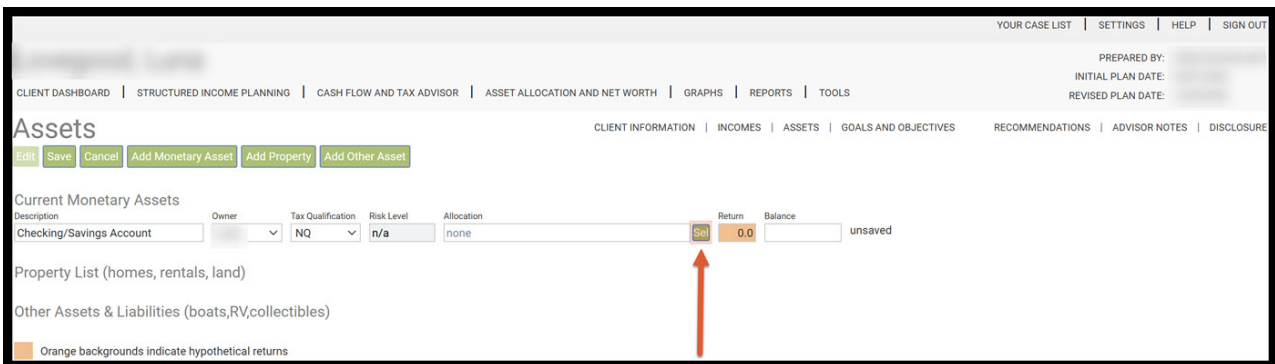 YOUR CASE LIST | SETTINGS | HELP | SIGN OUT
PREPARED BY:
INITIAL PLAN DATE:
REVISED PLAN DATE:
CLIENT DASHBOARD | STRUCTURED INCOME PLANNING | CASH FLOW AND TAX ADVISOR | ASSET ALLOCATION AND NET WORTH | GRAPHS | REPORTS | TOOLS
Assets
CLIENT INFORMATION | INCOMES | ASSETS | GOALS AND OBJECTIVES RECOMMENDATIONS | ADVISOR NOTES | DISCLOSURE
Edit Save Cancel Add Monetary Asset Add Property Add Other Asset
Current Monetary Assets
Description Owner Tax Qualification Risk Level Allocation Return Balance
Checking/Savings Account NQ n/a none Sel 0.0 unsaved
Property List (homes, rentals, land)
Other Assets & Liabilities (boats,RV,collectibles)
Orange backgrounds indicate hypothetical returns